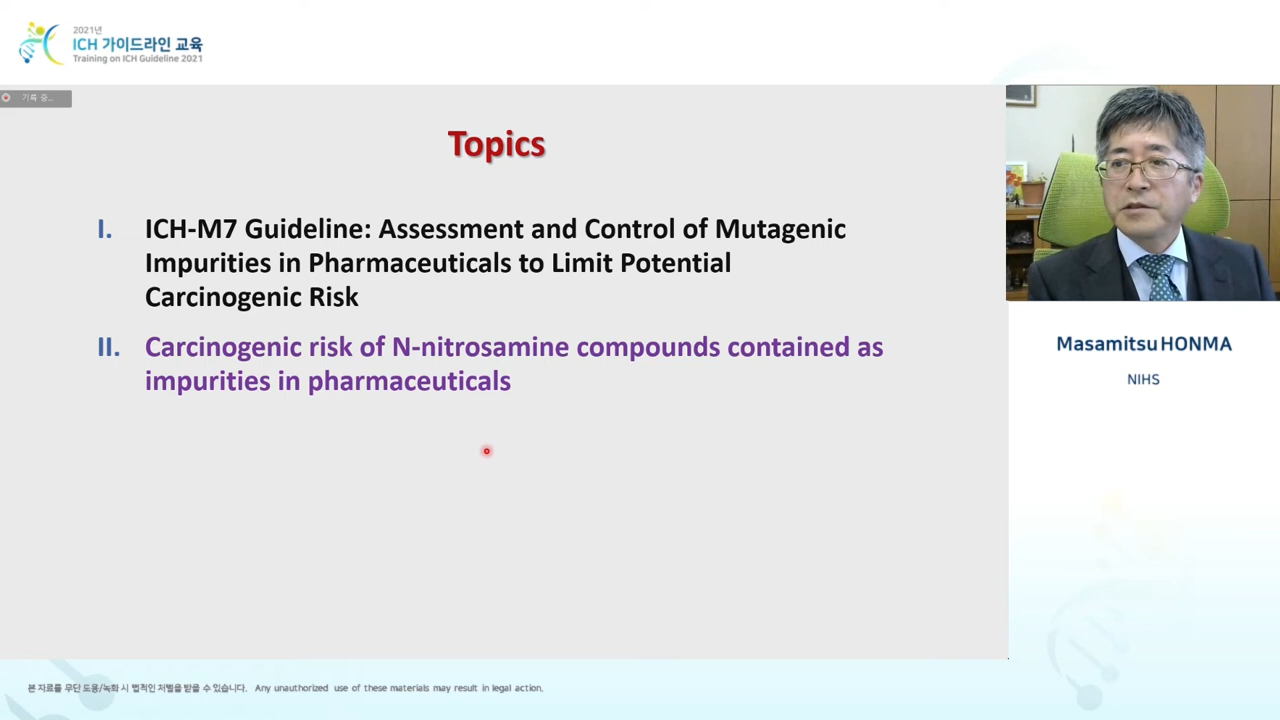 2021년
ICH 가이드라인 교육
Training on ICH Guideline 2021
기록 중...
Topics
I. ICH-M7 Guideline: Assessment and Control of Mutagenic
Impurities in Pharmaceuticals to Limit Potential
Carcinogenic Risk
II. Carcinogenic risk of N-nitrosamine compounds contained as
impurities in pharmaceuticals
Masamitsu HONMA
NIHS
본 자료를 무단 도용/녹화 시 법적인 처벌을 받을 수 있습니다. Any unauthorized use of these materials may result in legal action.